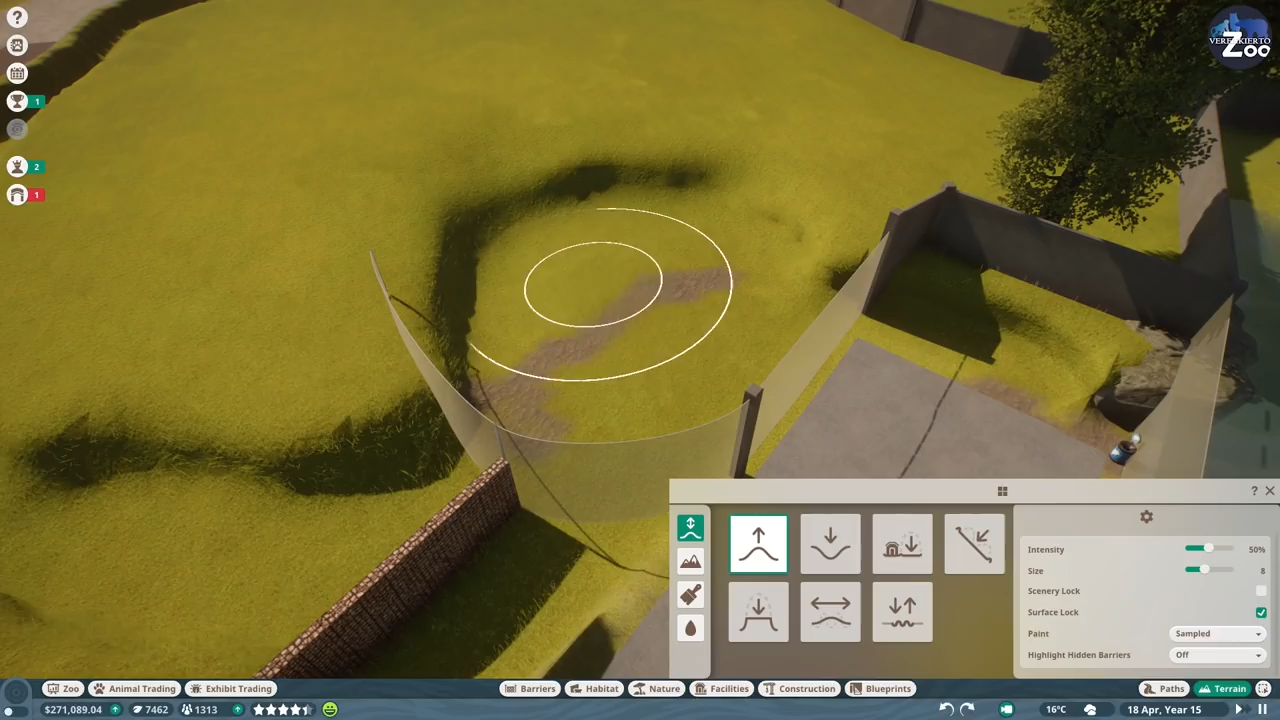 ?
1
2
1
Zoo
? ×
Intensity 50%
Size 8
Scenery Lock
Surface Lock
Paint Sampled
Highlight Hidden Barriers Off
Zoo Animal Trading Exhibit Trading Barriers Habitat Nature Facilities Construction Blueprints Paths Terrain
$271,089.04 7462 1313 16°C 18 Apr, Year 15